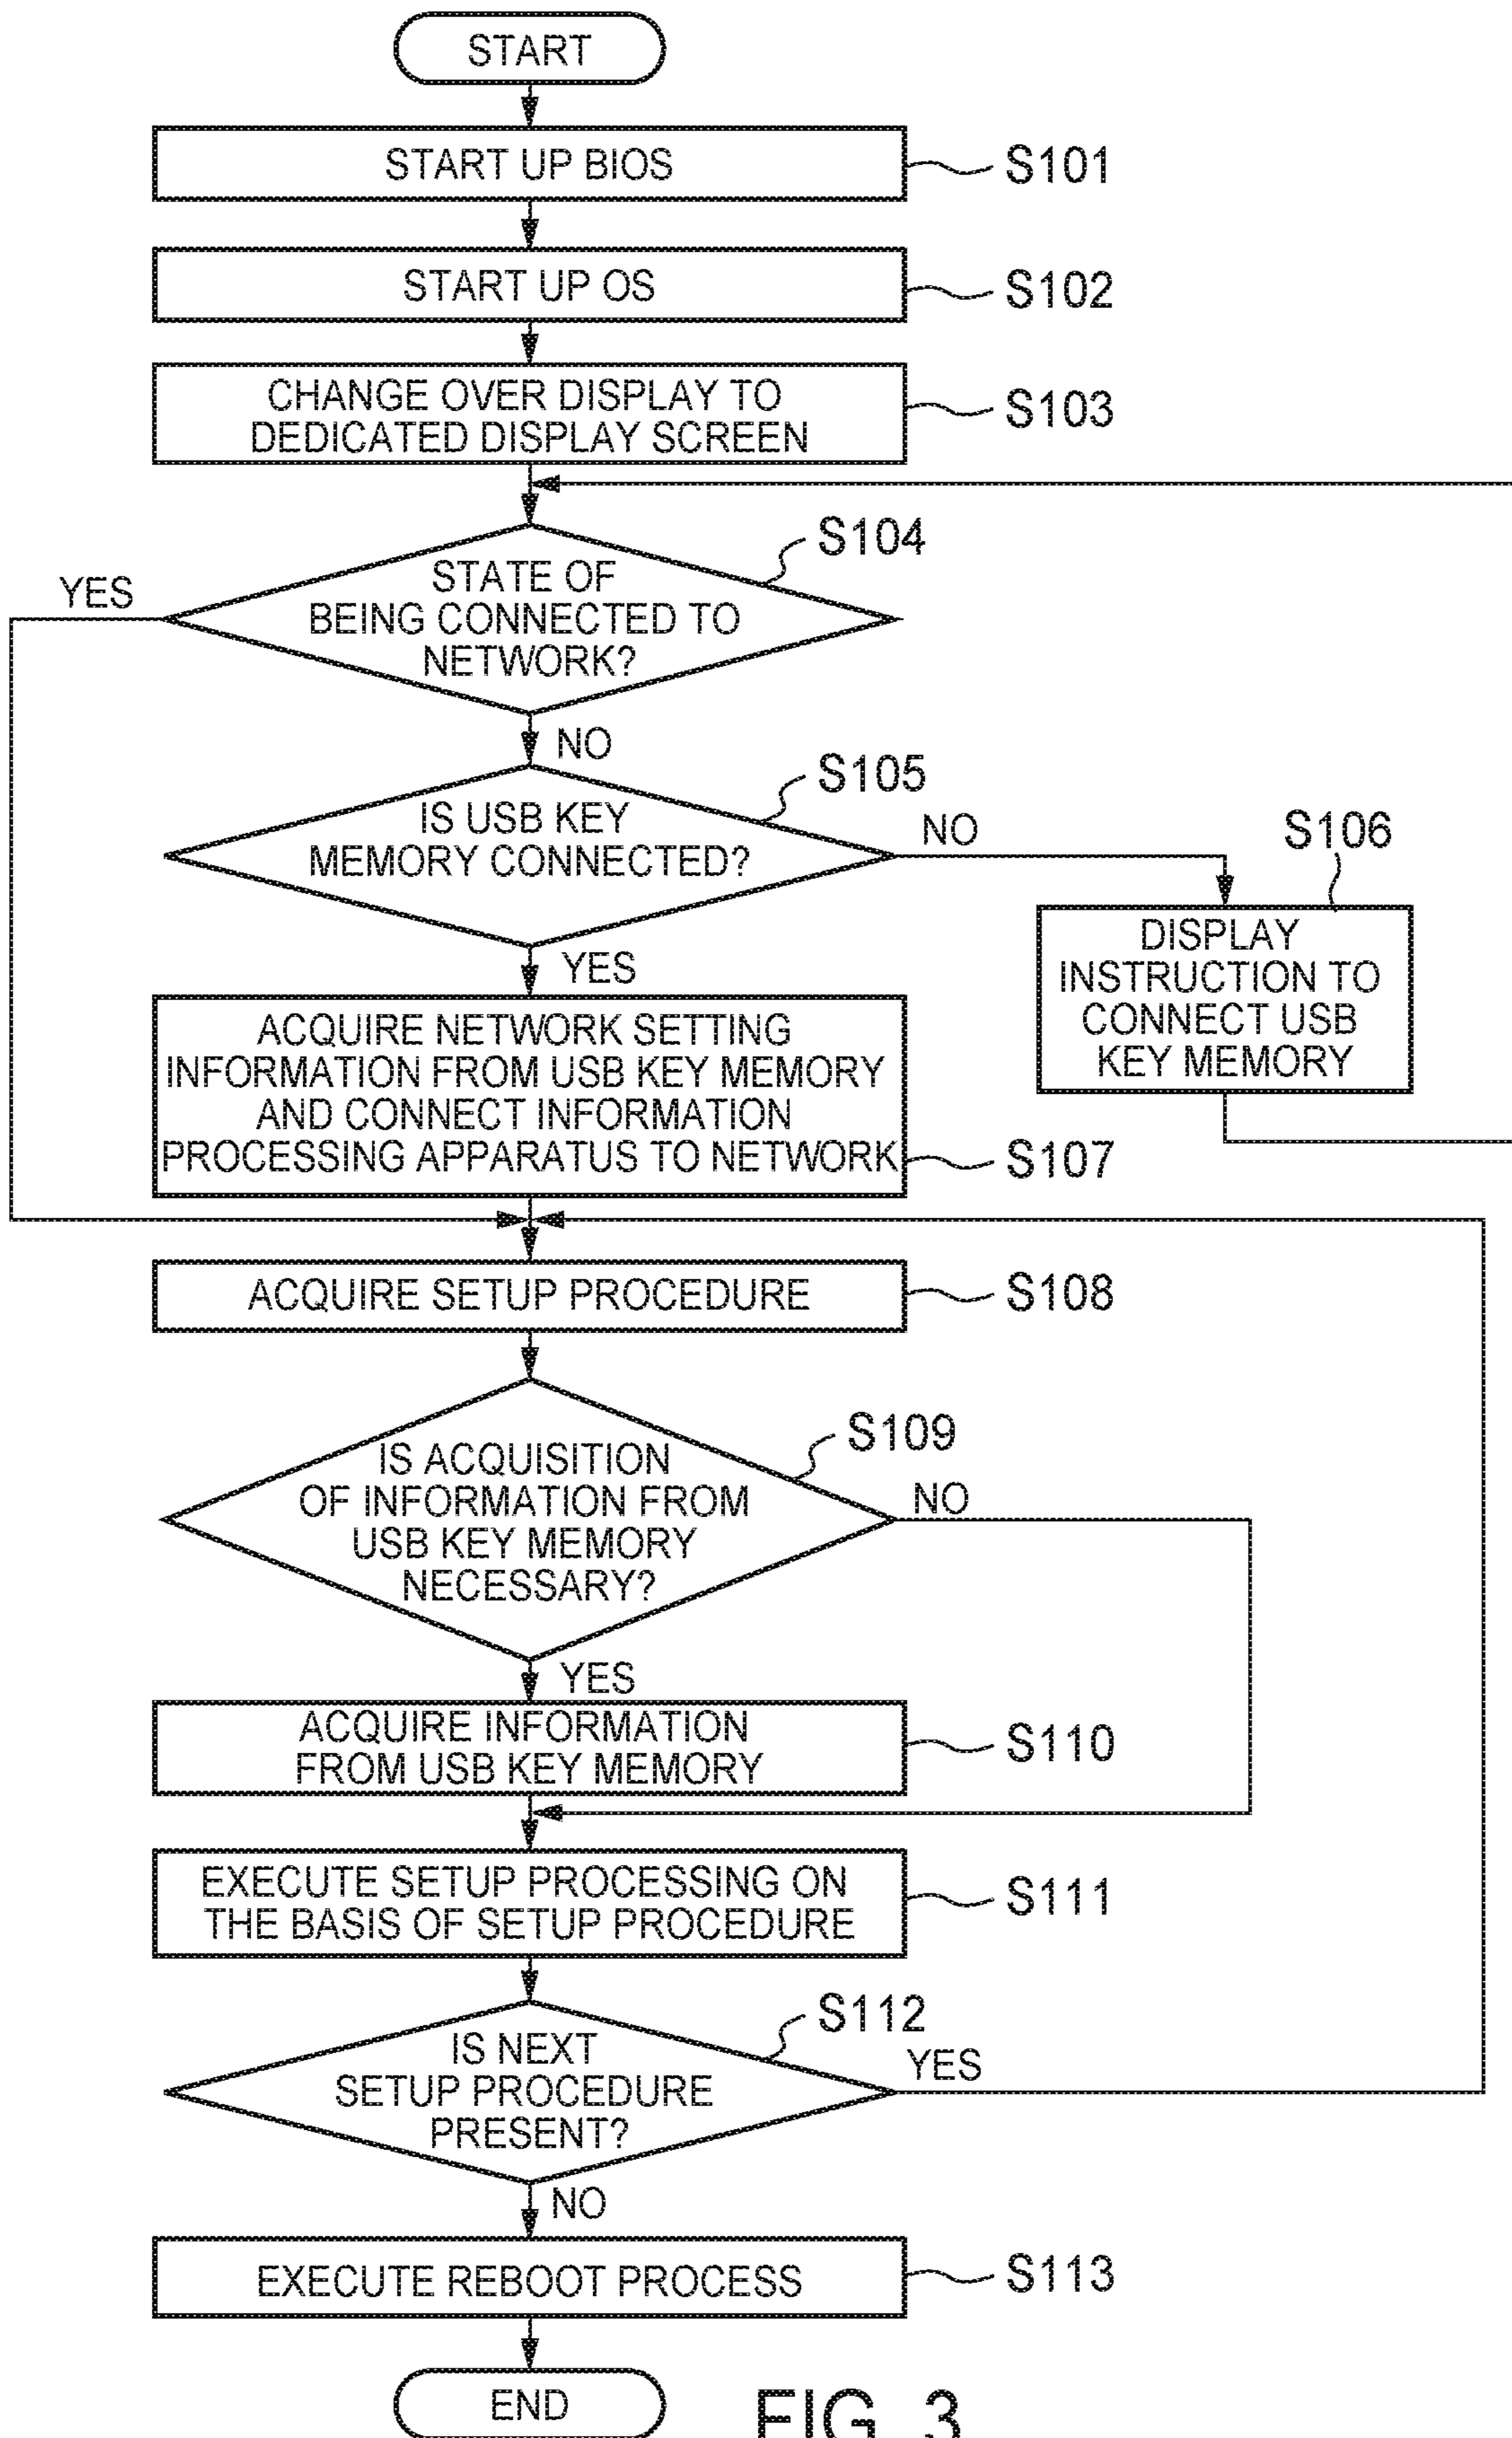 START
START UP BIOS
S101
START UP OS
S102
CHANGE OVER DISPLAY TO
DEDICATED DISPLAY SCREEN
S103
S104
YES
STATE OF
BEING CONNECTED TO
NETWORK?
NO
S105
IS USB KEY
MEMORY CONNECTED?
NO
S106
DISPLAY
INSTRUCTION TO
CONNECT USB
KEY MEMORY
YES
ACQUIRE NETWORK SETTING
INFORMATION FROM USB KEY MEMORY
AND CONNECT INFORMATION
PROCESSING APPARATUS TO NETWORK
S107
ACQUIRE SETUP PROCEDURE
S108
S109
IS ACQUISITION
OF INFORMATION FROM
USB KEY MEMORY
NECESSARY?
NO
YES
ACQUIRE INFORMATION
FROM USB KEY MEMORY
S110
EXECUTE SETUP PROCESSING ON
THE BASIS OF SETUP PROCEDURE
S111
S112
IS NEXT
SETUP PROCEDURE
PRESENT?
YES
NO
EXECUTE REBOOT PROCESS
S113
END
FIG. 3